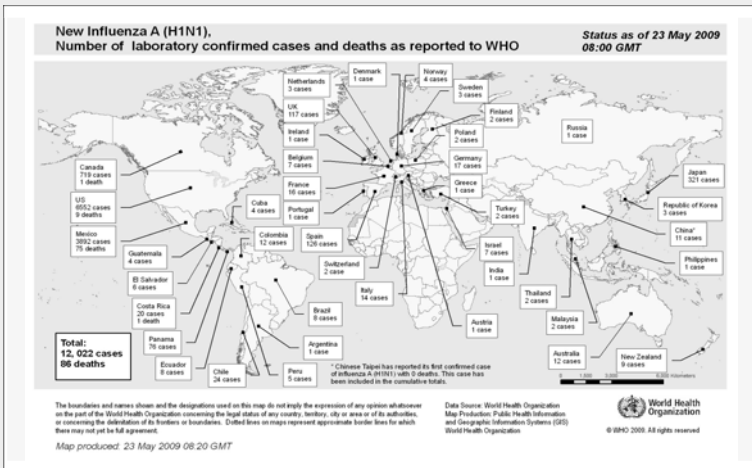 New Influenza A (H1N1),
Number of laboratory confirmed cases and deaths as reported to WHO
Status as of 23 May 2009
08:00 GMT
Netherlands
3 cases
Denmark
1 case
Norway
4 cases
Sweden
3 cases
UK
117 cases
Finland
2 cases
Ireland
1 case
Poland
2 cases
Russia
1 case
Belgium
7 cases
Germany
17 cases
Canada
719 cases
1 death
Japan
321 cases
France
16 cases
Greece
1 case
US
6552 cases
9 deaths
Cuba
4 cases
Portugal
1 case
Turkey
2 cases
Republic of Korea
3 cases
Mexico
3892 cases
75 deaths
Colombia
12 cases
Spain
126 cases
China*
11 cases
Guatemala
4 cases
Switzerland
2 case
Israel
7 cases
India
1 case
Philippines
1 case
El Salvador
6 cases
Italy
14 cases
Thailand
2 cases
Costa Rica
20 cases
1 death
Brazil
8 cases
Austria
1 case
Malaysia
2 cases
Panama
76 cases
Argentina
1 case
Australia
12 cases
New Zealand
9 cases
Ecuador
8 cases
Chile
24 cases
Peru
5 cases
Total:
12, 022 cases
86 deaths
* Chinese Taipei has reported its first confirmed case
of influenza A (H1N1) with 0 deaths. This case has
been included in the cumulative totals.
Kilometers
The boundaries and names shown and the designations used on this map do not imply the expression of any opinion whatsoever
on the part of the World Health Organization concerning the legal status of any country, territory, city or area or of its authorities,
or concerning the delimitation of its frontiers or boundaries. Dotted lines on maps represent approximate border lines for which
there may not yet be full agreement.
Data Source: World Health Organization
Map Production: Public Health Information
and Geographic Information Systems (GIS)
World Health Organization
World Health
Organization
© WHO 2009. All rights reserved
Map produced: 23 May 2009 08:20 GMT